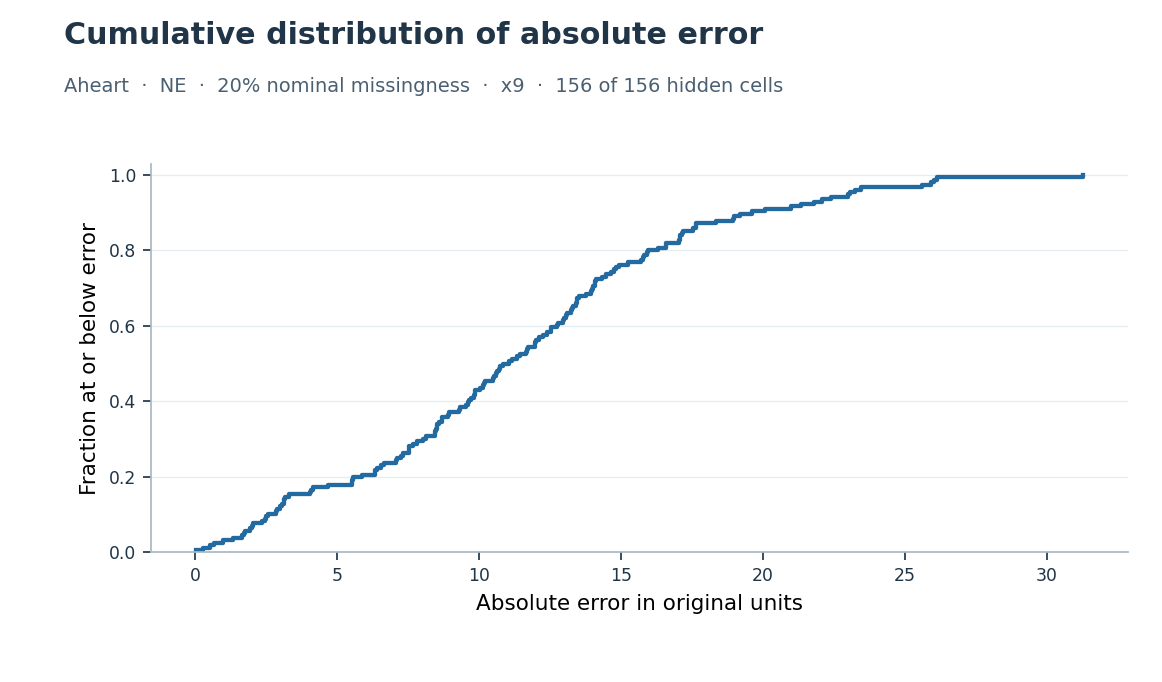 Cumulative distribution of absolute error
Aheart · NE · 20% nominal missingness · x9 · 156 of 156 hidden cells
Fraction at or below error
1.0
0.8
0.6
0.4
0.2
0.0
0 5 10 15 20 25 30
Absolute error in original units